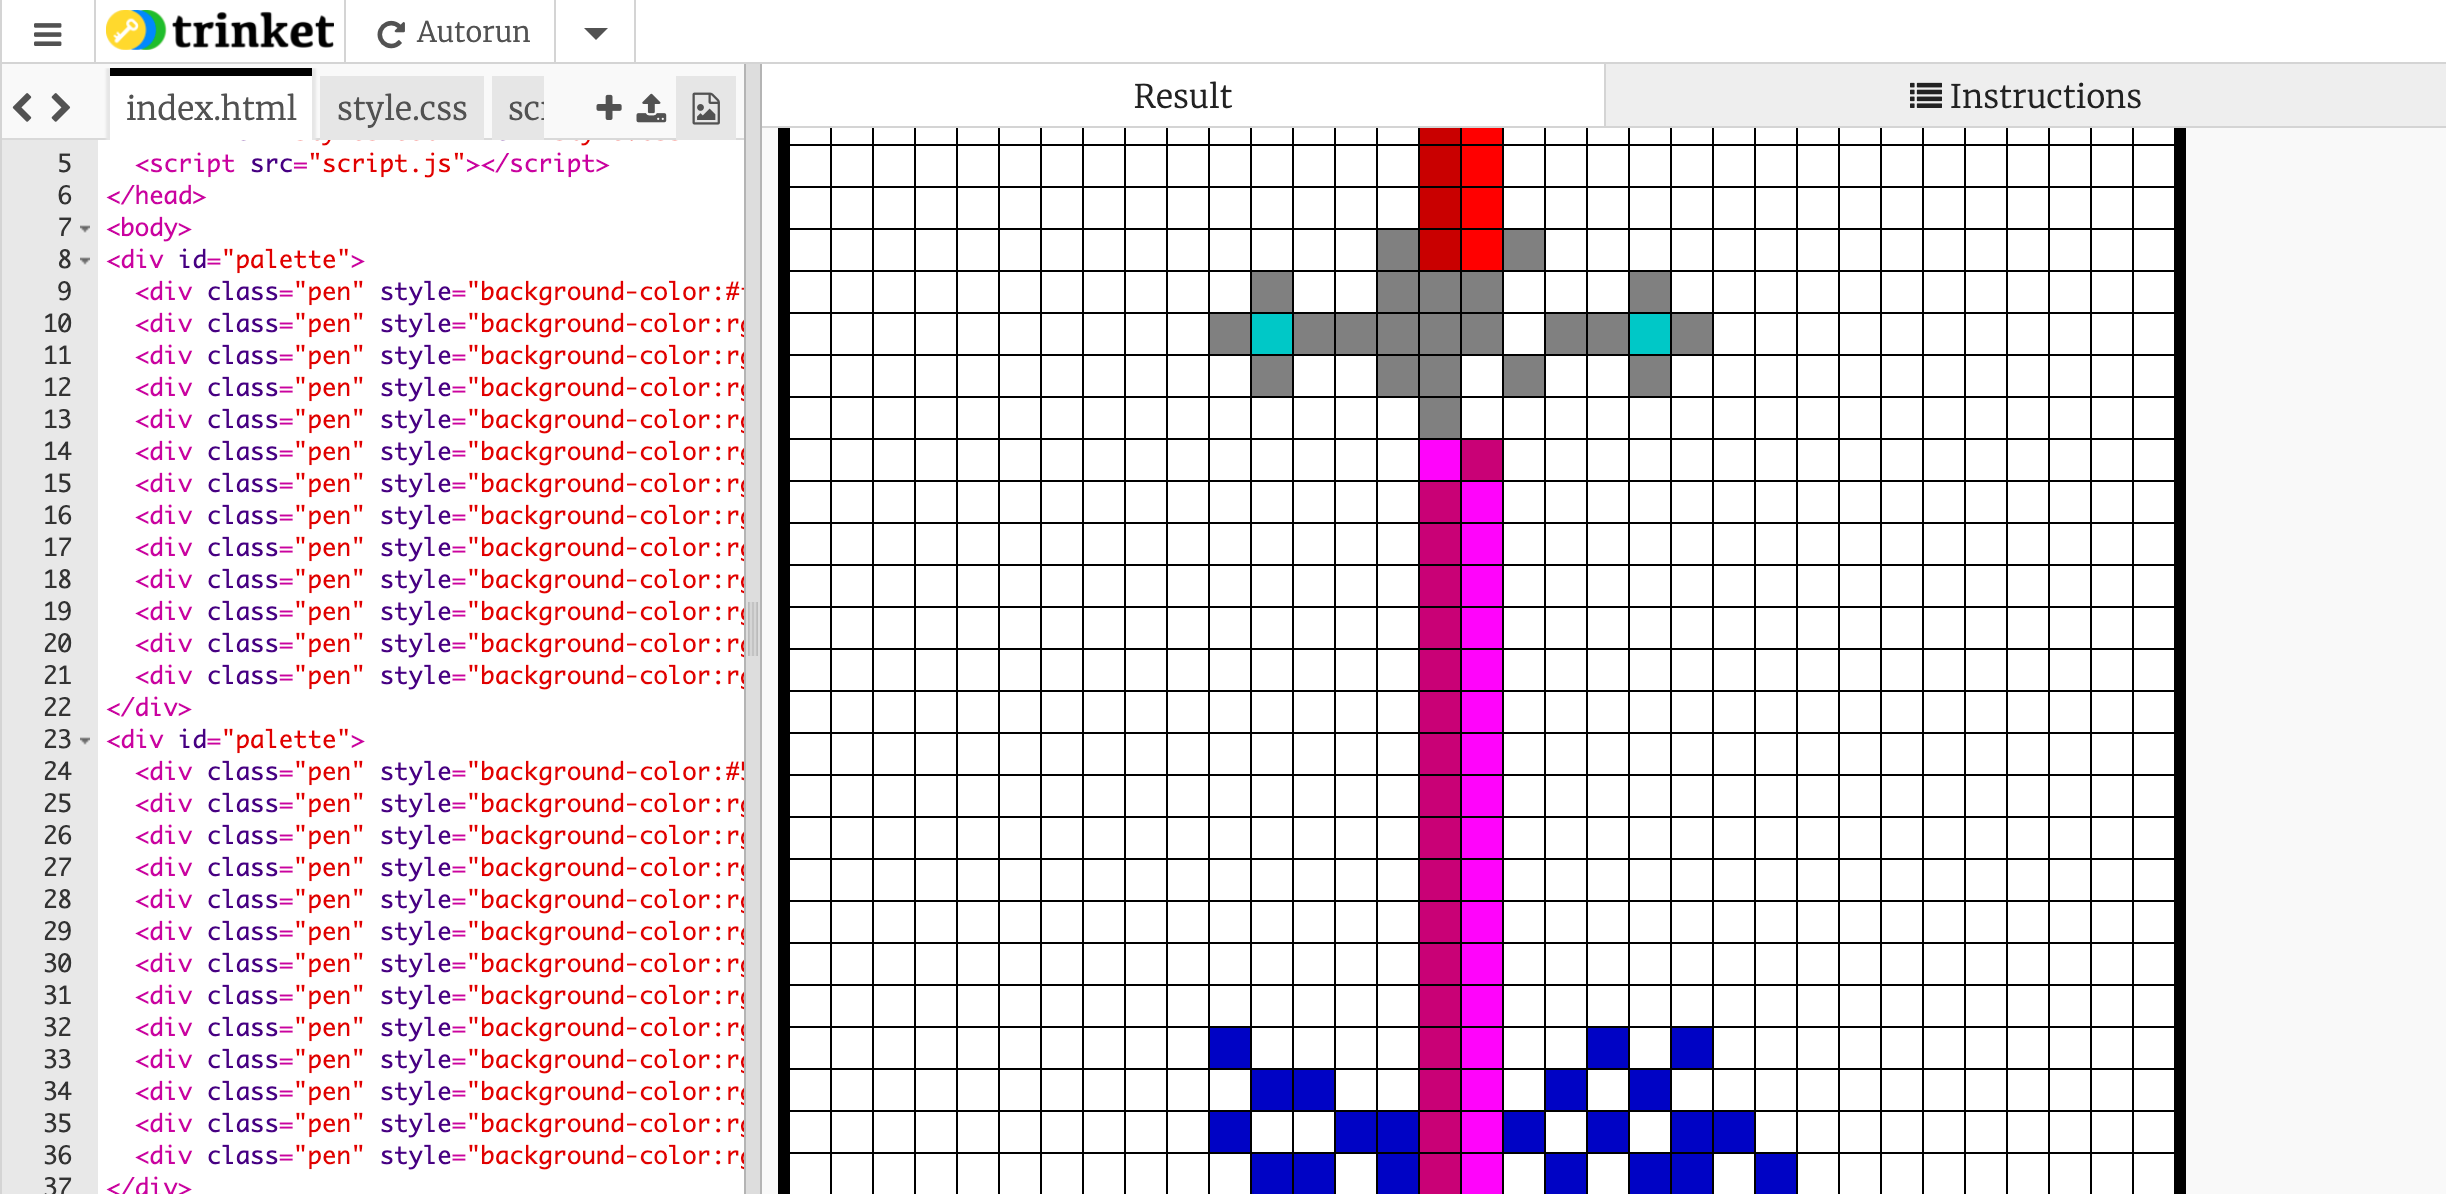 trinket Autorun
index.html style.css Result Instructions
5 <script src="script.js"></script>
6 </head>
7 <body>
8 <div id="palette">
9 <div class="pen" style="background-color:#
10 <div class="pen" style="background-color:r
11 <div class="pen" style="background-color:r
12 <div class="pen" style="background-color:r
13 <div class="pen" style="background-color:r
14 <div class="pen" style="background-color:r
15 <div class="pen" style="background-color:r
16 <div class="pen" style="background-color:r
17 <div class="pen" style="background-color:r
18 <div class="pen" style="background-color:r
19 <div class="pen" style="background-color:r
20 <div class="pen" style="background-color:r
21 <div class="pen" style="background-color:r
22 </div>
23 <div id="palette">
24 <div class="pen" style="background-color:#
25 <div class="pen" style="background-color:r
26 <div class="pen" style="background-color:r
27 <div class="pen" style="background-color:r
28 <div class="pen" style="background-color:r
29 <div class="pen" style="background-color:r
30 <div class="pen" style="background-color:r
31 <div class="pen" style="background-color:r
32 <div class="pen" style="background-color:r
33 <div class="pen" style="background-color:r
34 <div class="pen" style="background-color:r
35 <div class="pen" style="background-color:r
36 <div class="pen" style="background-color:r
37 </div>